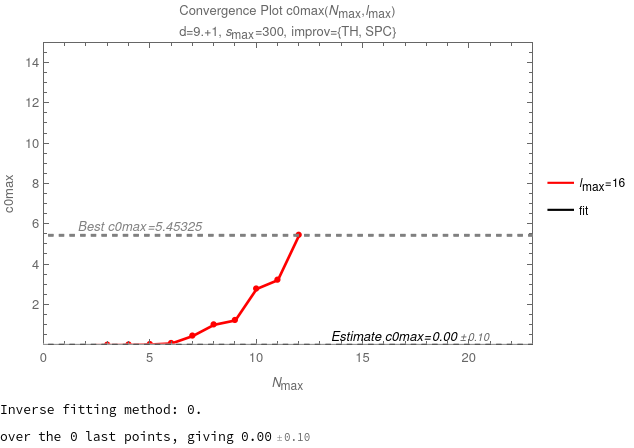 Convergence Plot c0max(Nmax,lmax)
d=9.+1, smax=300, improv={TH, SPC}
14
12
10
8
6
4
2
c0max
Best c0max=5.45325
Estimate c0max=0.00 ±0.10
0 5 10 15 20
Nmax
lmax=16
fit
Inverse fitting method: 0.
over the 0 last points, giving 0.00 ±0.10